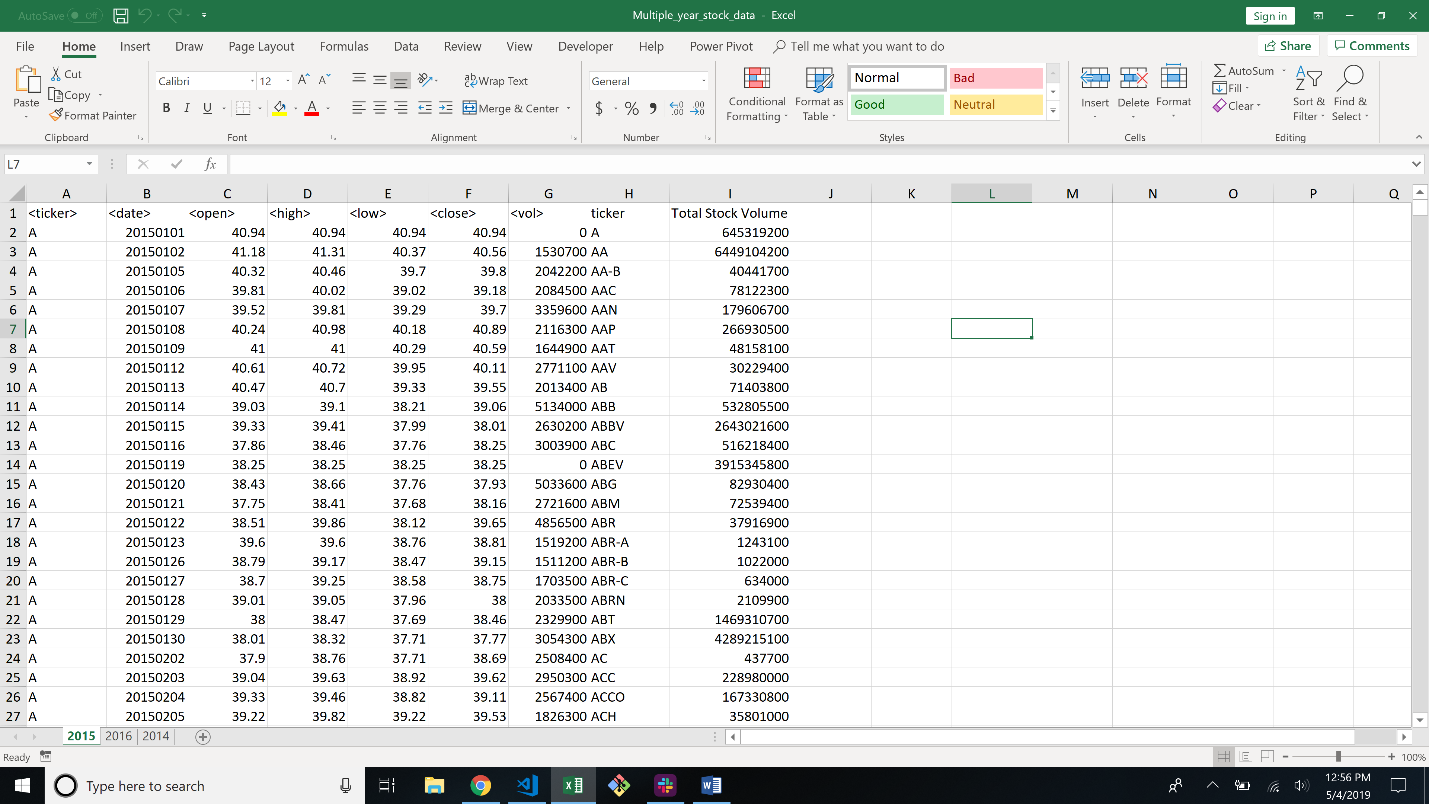 AutoSave Off Multiple_year_stock_data - Excel Sign in
File Home Insert Draw Page Layout Formulas Data Review View Developer Help Power Pivot Tell me what you want to do Share Comments
Paste Cut Copy Format Painter Clipboard
Calibri 12 B I U A Font
Wrap Text Merge & Center Alignment
General $ % Number
Conditional Formatting Format as Table Normal Bad Good Neutral Styles
Insert Delete Format Cells
AutoSum Fill Clear Sort & Filter Find & Select Editing
L7 fx
A B C D E F G H I J K L M N O P Q
1 <ticker> <date> <open> <high> <low> <close> <vol> ticker Total Stock Volume
2 A 20150101 40.94 40.94 40.94 40.94 0 A 645319200
3 A 20150102 41.18 41.31 40.37 40.56 1530700 AA 6449104200
4 A 20150105 40.32 40.46 39.7 39.8 2042200 AA-B 40441700
5 A 20150106 39.81 40.02 39.02 39.18 2084500 AAC 78122300
6 A 20150107 39.52 39.81 39.29 39.7 3359600 AAN 179606700
7 A 20150108 40.24 40.98 40.18 40.89 2116300 AAP 266930500
8 A 20150109 41 41 40.29 40.59 1644900 AAT 48158100
9 A 20150112 40.61 40.72 39.95 40.11 2771100 AAV 30229400
10 A 20150113 40.47 40.7 39.33 39.55 2013400 AB 71403800
11 A 20150114 39.03 39.1 38.21 39.06 5134000 ABB 532805500
12 A 20150115 39.33 39.41 37.99 38.01 2630200 ABBV 2643021600
13 A 20150116 37.86 38.46 37.76 38.25 3003900 ABC 516218400
14 A 20150119 38.25 38.25 38.25 38.25 0 ABEV 3915345800
15 A 20150120 38.43 38.66 37.76 37.93 5033600 ABG 82930400
16 A 20150121 37.75 38.41 37.68 38.16 2721600 ABM 72539400
17 A 20150122 38.51 39.86 38.12 39.65 4856500 ABR 37916900
18 A 20150123 39.6 39.6 38.76 38.81 1519200 ABR-A 1243100
19 A 20150126 38.79 39.17 38.47 39.15 1511200 ABR-B 1022000
20 A 20150127 38.7 39.25 38.58 38.75 1703500 ABR-C 634000
21 A 20150128 39.01 39.05 37.96 38 2033500 ABRN 2109900
22 A 20150129 38 38.47 37.69 38.46 2329900 ABT 1469310700
23 A 20150130 38.01 38.32 37.71 37.77 3054300 ABX 4289215100
24 A 20150202 37.9 38.76 37.71 38.69 2508400 AC 437700
25 A 20150203 39.04 39.63 38.92 39.62 2950300 ACC 228980000
26 A 20150204 39.33 39.46 38.82 39.11 2567400 ACCO 167330800
27 A 20150205 39.22 39.82 39.22 39.53 1826300 ACH 35801000
2015 2016 2014
Ready 100%
Type here to search 12:56 PM
5/4/2019